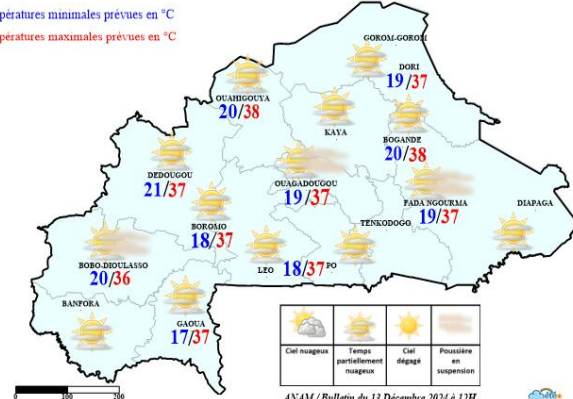 pératures minimales prévues en °C
pératures maximales prévues en °C
GOROM-GOROM
DORI
19/37
OUAHIGOUYA
20/38
KAYA
BOGANDE
20/38
DEDOUGOU
21/37
OUAGADOUGOU
19/37
FADA NGOURMA
19/37
DIAPAGA
BOROMO
18/37
TENKODOGO
BOBO-DIOULASSO
20/36
LEO
18/37 PO
BANFORA
GAOUA
17/37
Ciel nuageux
Temps partiellement nuageux
Ciel dégagé
Poussière en suspension
100 200
ANAM / Bulletin du 13 Décembre 2024 à 12H